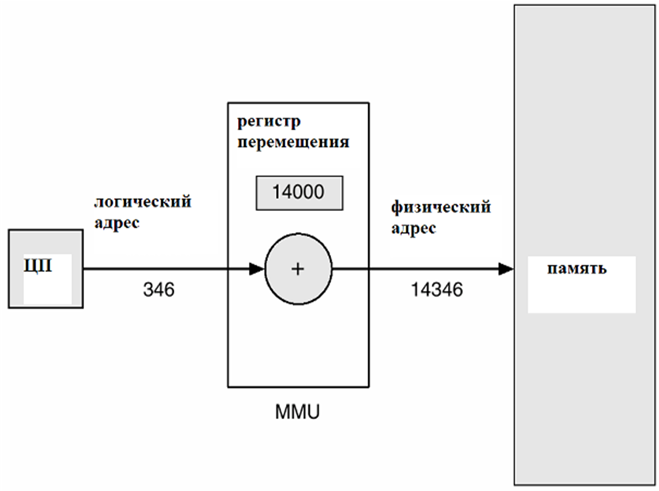 регистр
перемещения
14000
логический
адрес
физический
адрес
ЦП
+
память
346
14346
MMU